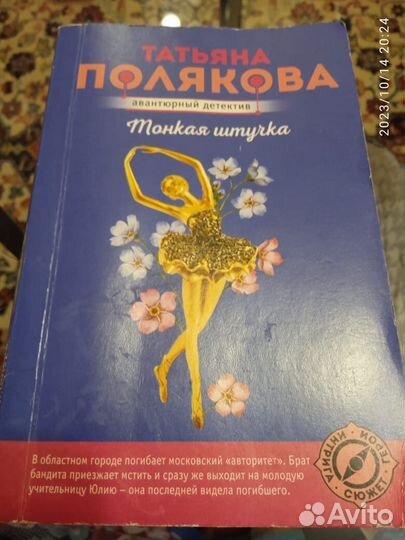 ТАТЬЯНА
ПОЛЯКОВА
авантюрный детектив
Тонкая штучка
В областном городе погибает московский «авторитет». Брат
бандита приезжает мстить и сразу же выходит на молодую
учительницу Юлию – она последней видела погибшего.
ИНТРИГА
ГЕРОИ
СЮЖЕТ
2023/10/14 20:24
Avito